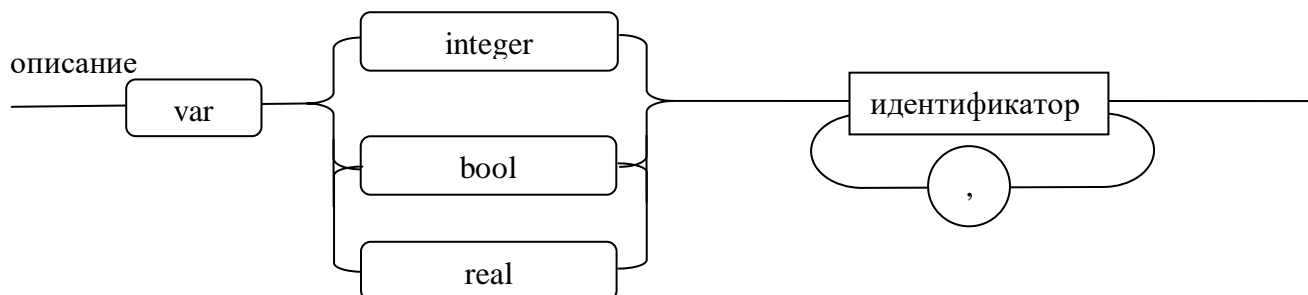 описание
var
integer
bool
real
идентификатор
,